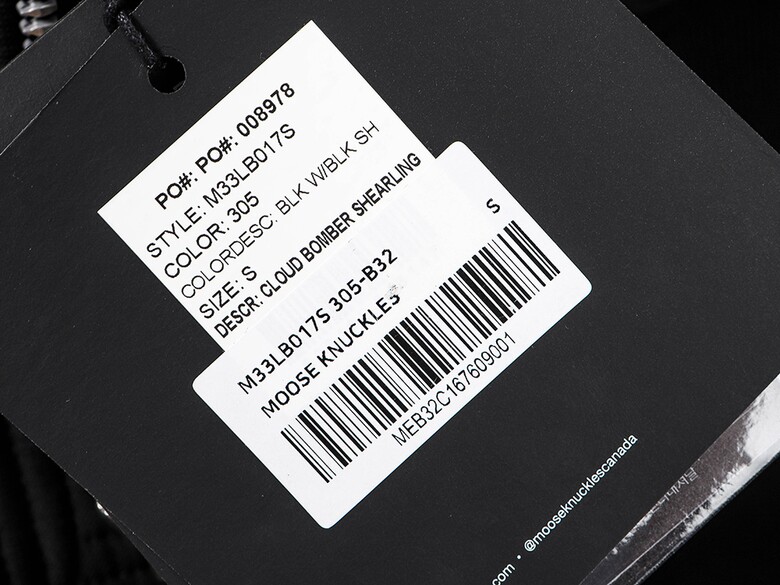 PO#: PO#: 008978
STYLE: M33LB017S
COLOR: 305
COLORDESC: BLK W/BLK SH
SIZE: S
DESCR: CLOUD BOMBER SHEARLING
S
M33LB017S 305-B32
MOOSE KNUCKLES
MEB32C167609001
.com • @mooseknucklescanada